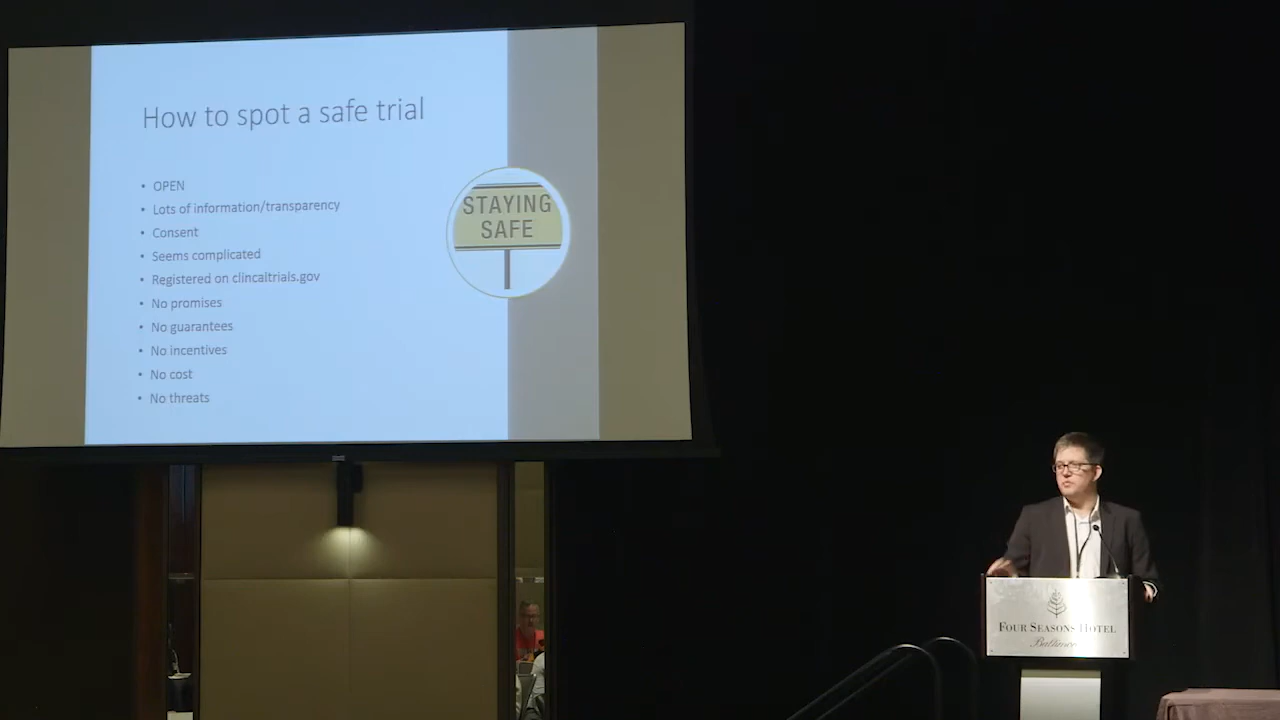 How to spot a safe trial
• OPEN
• Lots of information/transparency
• Consent
• Seems complicated
• Registered on clincaltrials.gov
• No promises
• No guarantees
• No incentives
• No cost
• No threats
STAYING
SAFE
FOUR SEASONS HOTEL
Baltimore